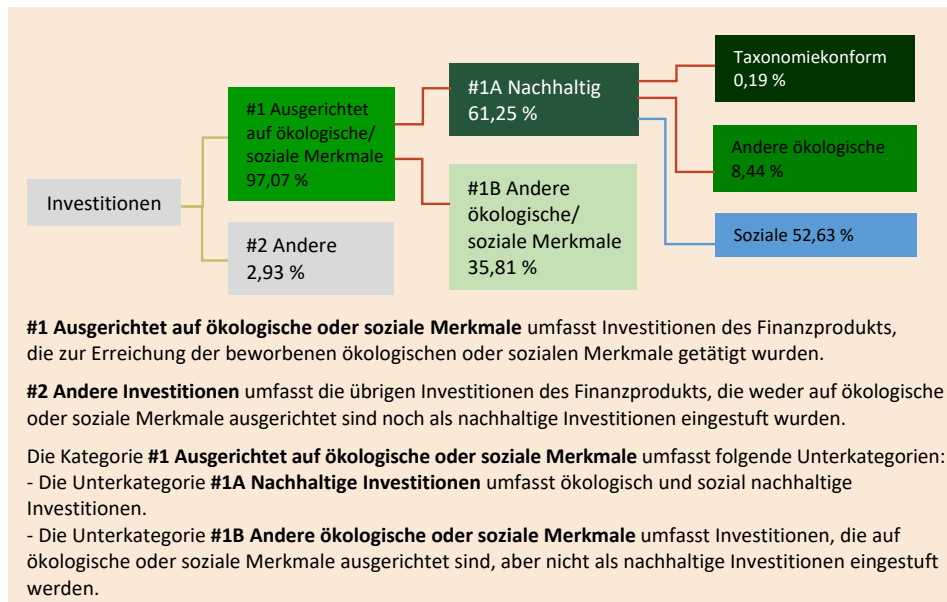 Investitionen
#1 Ausgerichtet
auf ökologische/
soziale Merkmale
97,07 %
#2 Andere
2,93 %
#1A Nachhaltig
61,25 %
#1B Andere
ökologische/
soziale Merkmale
35,81 %
Taxonomiekonform
0,19 %
Andere ökologische
8,44 %
Soziale 52,63 %
#1 Ausgerichtet auf ökologische oder soziale Merkmale umfasst Investitionen des Finanzprodukts,
die zur Erreichung der beworbenen ökologischen oder sozialen Merkmale getätigt wurden.
#2 Andere Investitionen umfasst die übrigen Investitionen des Finanzprodukts, die weder auf ökologische
oder soziale Merkmale ausgerichtet sind noch als nachhaltige Investitionen eingestuft wurden.
Die Kategorie #1 Ausgerichtet auf ökologische oder soziale Merkmale umfasst folgende Unterkategorien:
- Die Unterkategorie #1A Nachhaltige Investitionen umfasst ökologisch und sozial nachhaltige
Investitionen.
- Die Unterkategorie #1B Andere ökologische oder soziale Merkmale umfasst Investitionen, die auf
ökologische oder soziale Merkmale ausgerichtet sind, aber nicht als nachhaltige Investitionen eingestuft
werden.